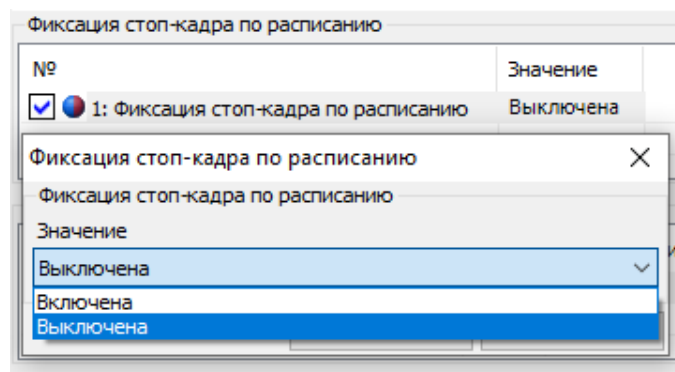 Фиксация стоп-кадра по расписанию
№ Значение
1: Фиксация стоп-кадра по расписанию Выключена
Фиксация стоп-кадра по расписанию
Фиксация стоп-кадра по расписанию
Значение
Выключена
Включена
Выключена